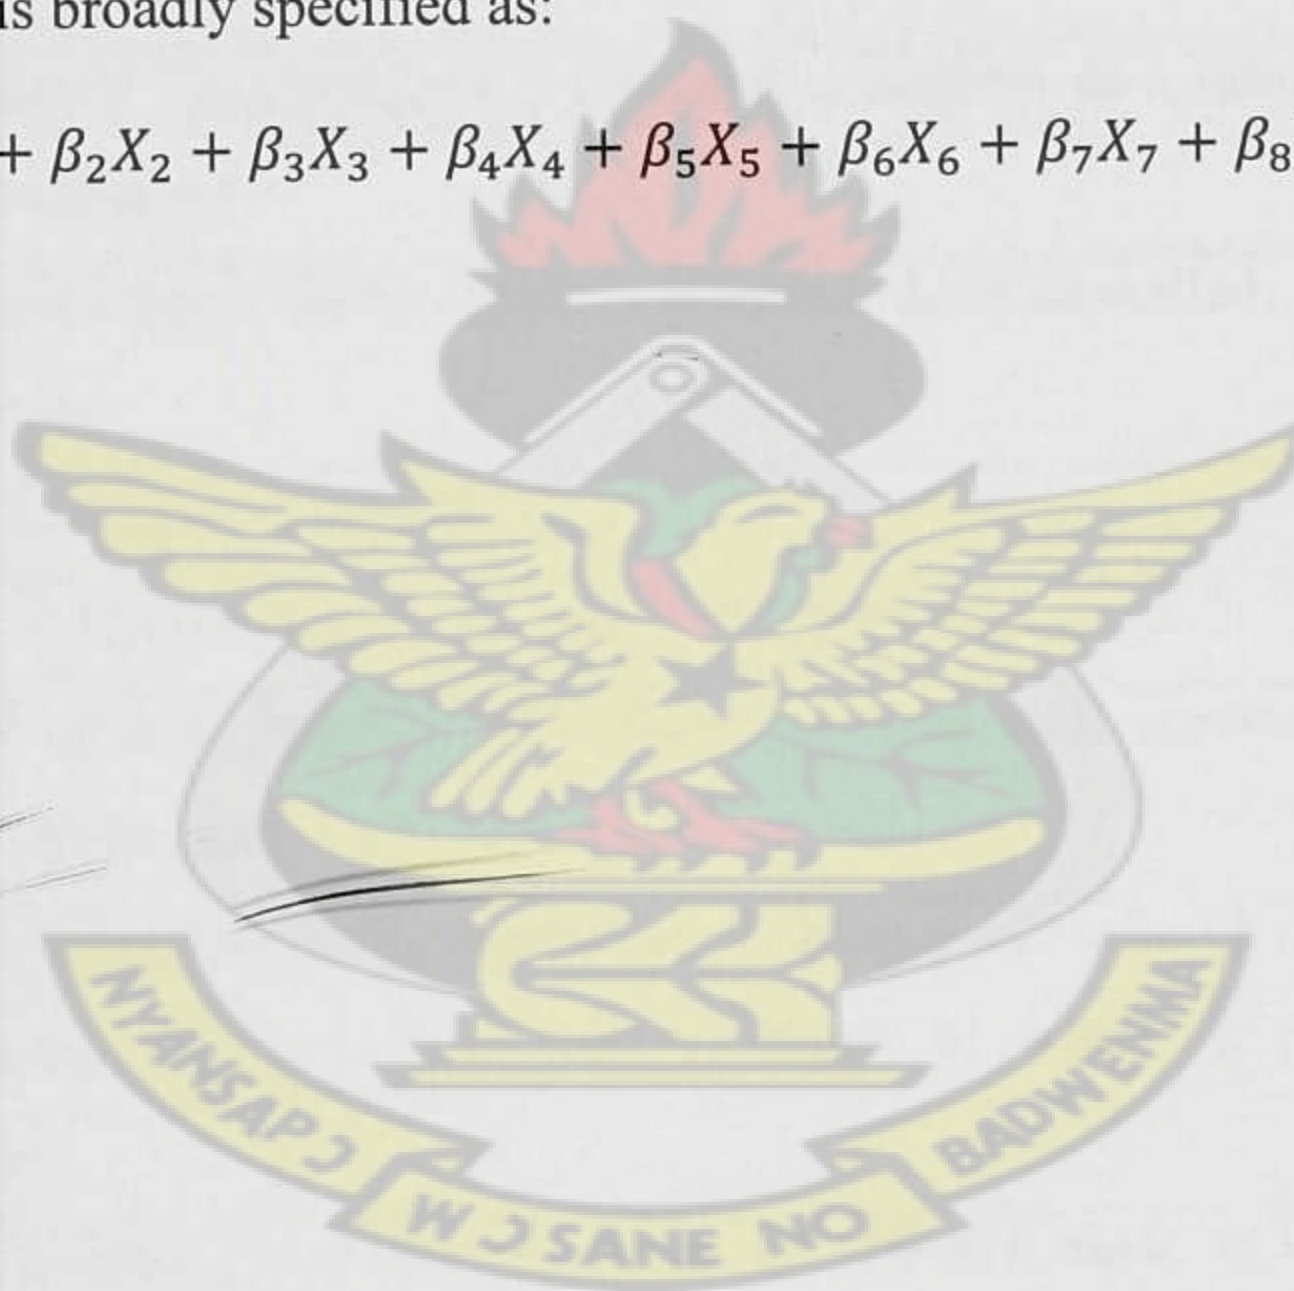 is broadly specified as:
+ β₂X₂ + β₃X₃ + β₄X₄ + β₅X₅ + β₆X₆ + β₇X₇ + β₈
NYANSAPƆ
WƆSANE NO
BADWENMA